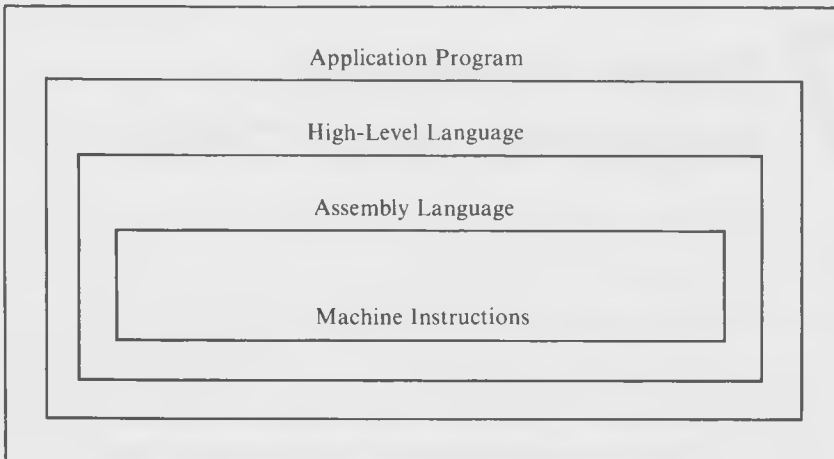 Application Program
High-Level Language
Assembly Language
Machine Instructions